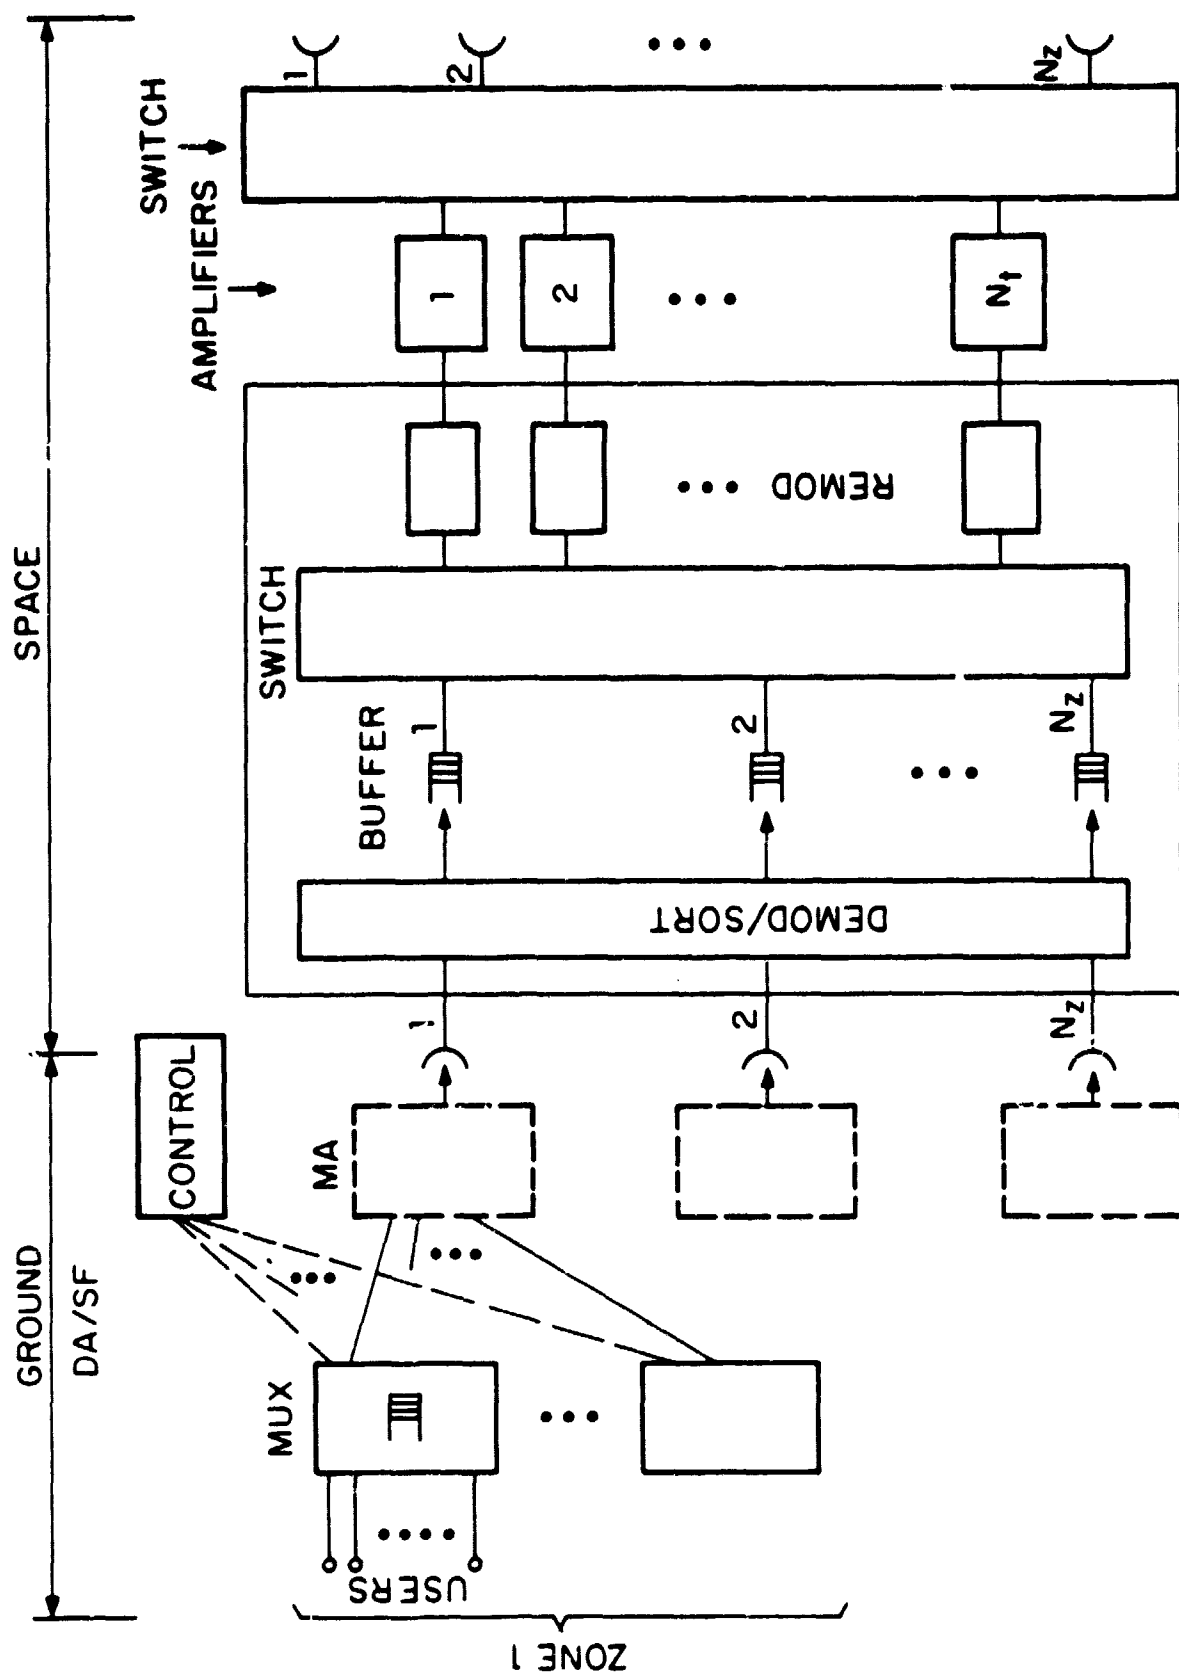 GROUND
SPACE
DA/SF
CONTROL
SWITCH
AMPLIFIERS
MUX
MA
BUFFER
SWITCH
USERS
ZONE 1
DEMOD/SORT
REMOD
1
2
Nz
1
2
Nz
1
2
Nt
1
2
Nz